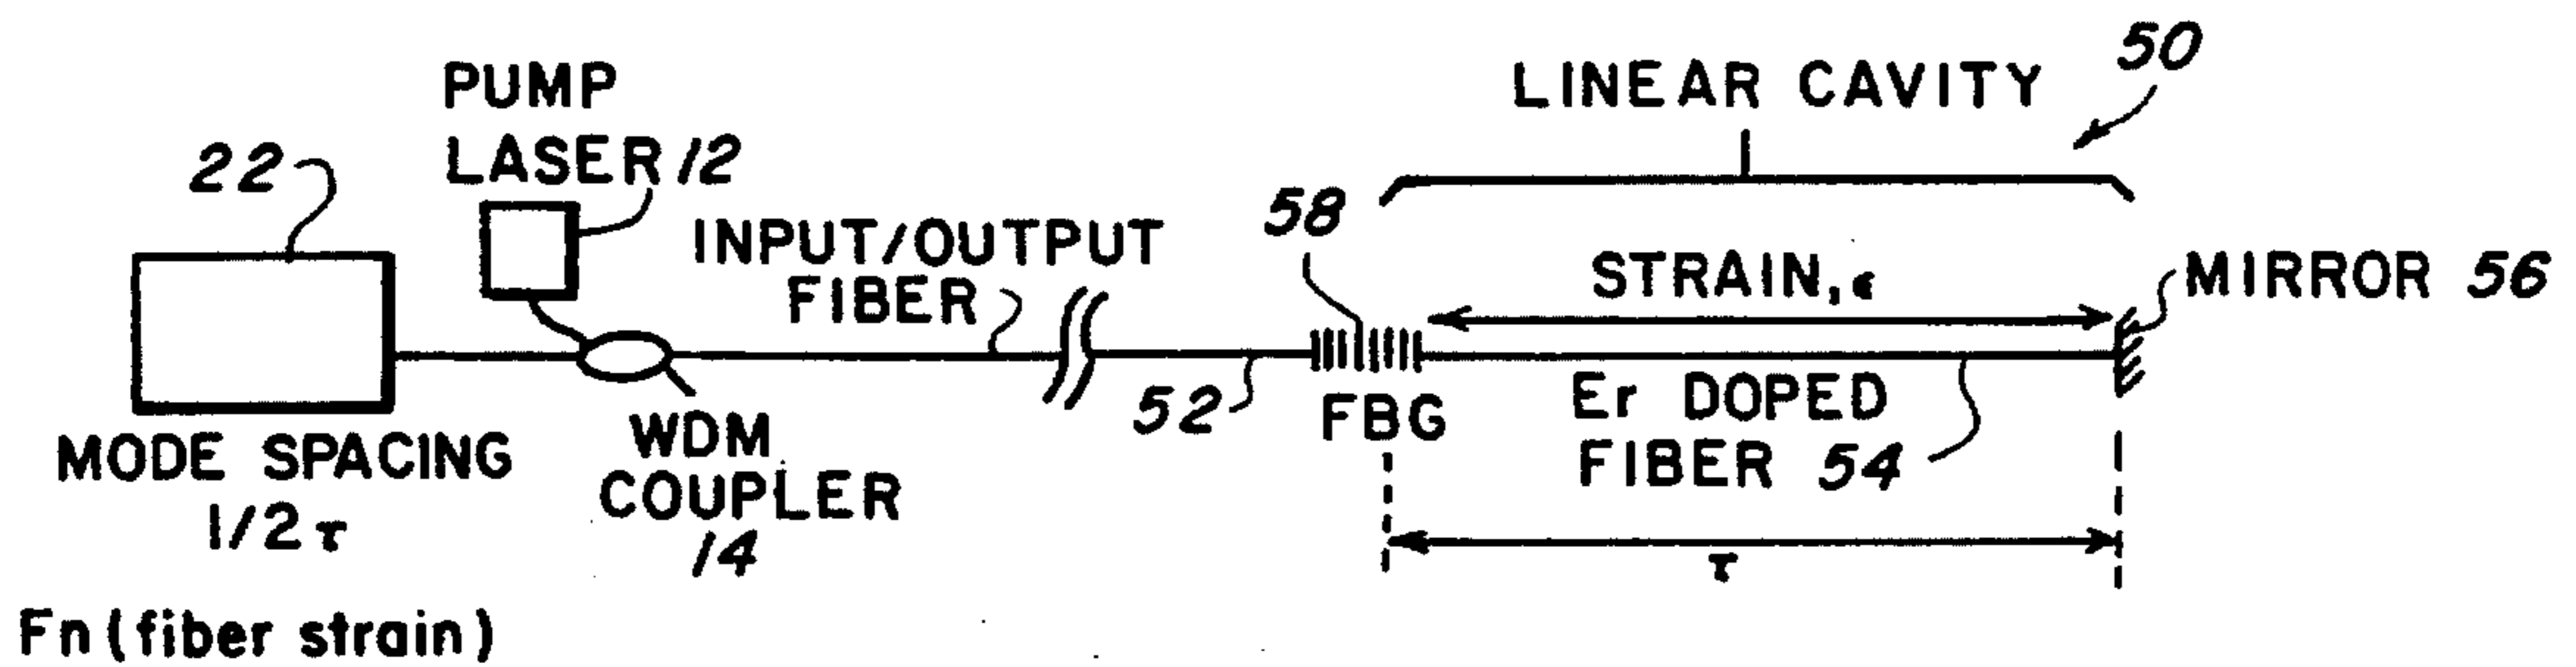 LINEAR CAVITY
50
PUMP
LASER 12
22
INPUT/OUTPUT
FIBER
58
STRAIN, ϵ
MIRROR 56
52
FBG
Er DOPED
FIBER 54
WDM
COUPLER
14
MODE SPACING
1/2τ
τ
Fn (fiber strain)